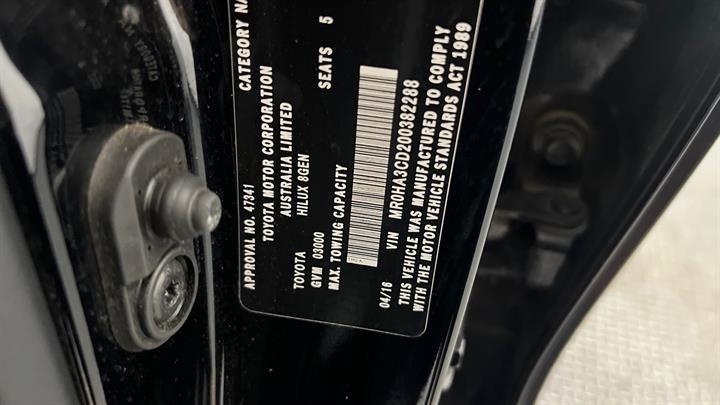 APPROVAL NO. 47341
CATEGORY NA
TOYOTA MOTOR CORPORATION
AUSTRALIA LIMITED
HILUX 8GEN
TOYOTA
SEATS 5
GVM 03000
MAX. TOWING CAPACITY
04/16
VIN MR0HA3CD200382288
THIS VEHICLE WAS MANUFACTURED TO COMPLY
WITH THE MOTOR VEHICLE STANDARDS ACT 1989